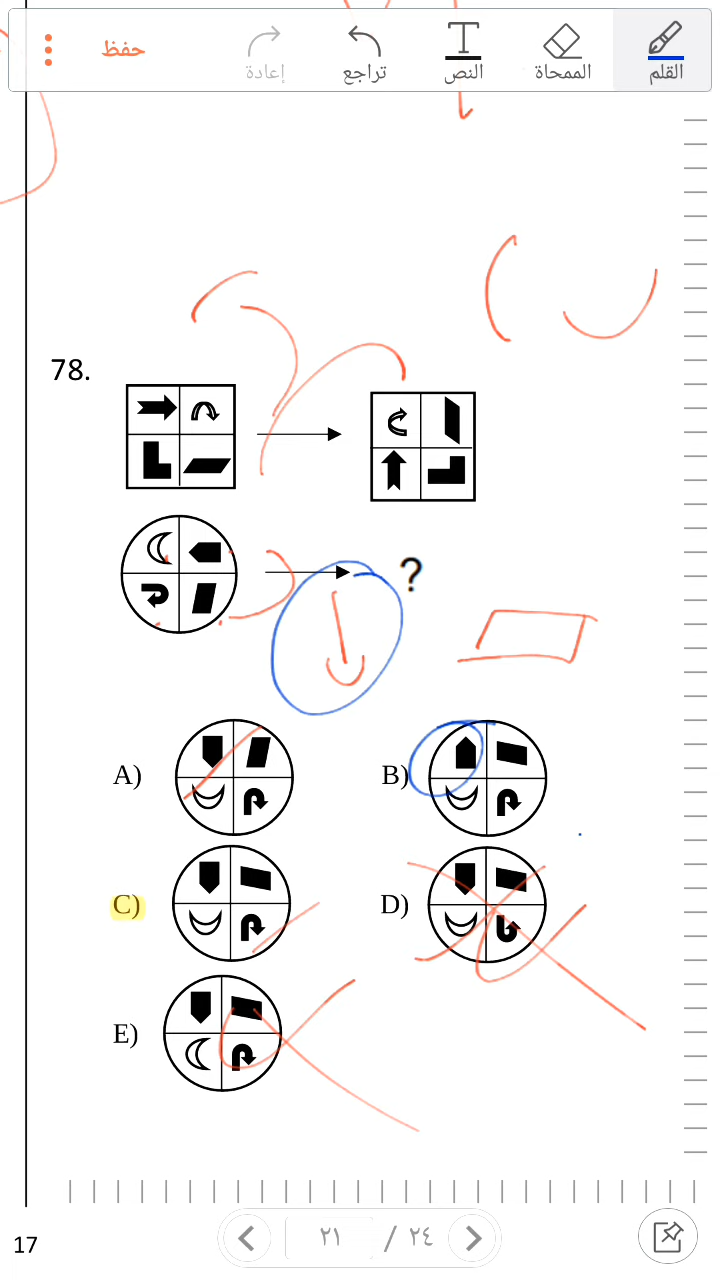 حفظ
إعادة
تراجع
النص
الممحاة
القلم
78.
?
A)
B)
C)
D)
E)
٢١ / ٢٤
17